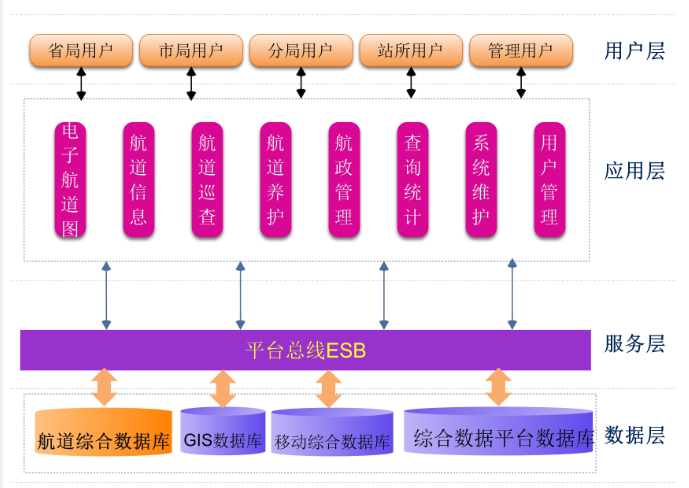 省局用户
市局用户
分局用户
站所用户
管理用户
用户层
电子航道图
航道信息
航道巡查
航道养护
航政管理
查询统计
系统维护
用户管理
应用层
平台总线ESB
服务层
航道综合数据库
GIS数据库
移动综合数据库
综合数据平台数据库
数据层